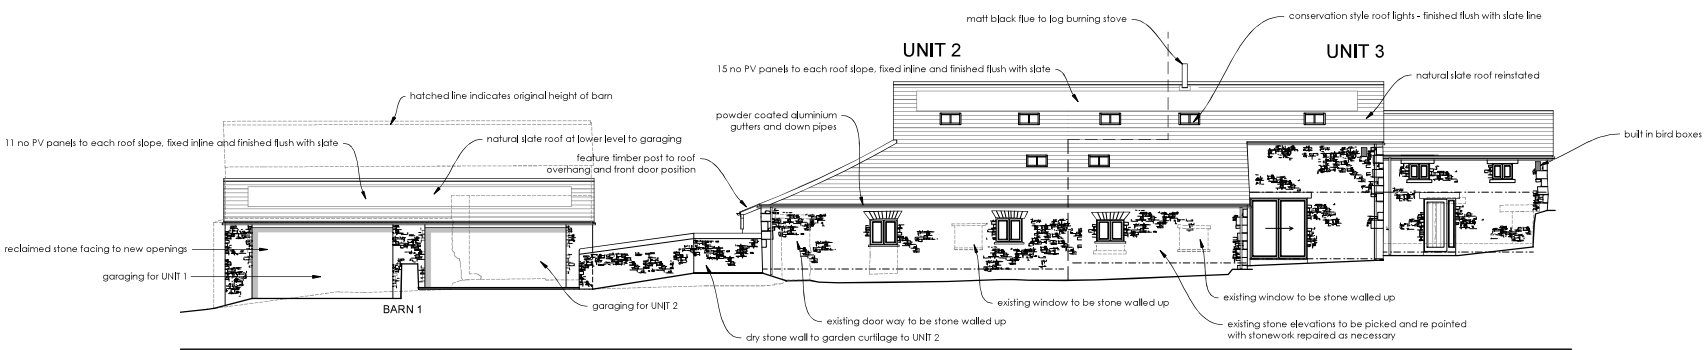 matt black flue to log burning stove
conservation style roof lights - finished flush with slate line
UNIT 2
UNIT 3
15 no PV panels to each roof slope, fixed inline and finished flush with slate
natural slate roof reinstated
hatched line indicates original height of barn
powder coated aluminium
gutters and down pipes
built in bird boxes
11 no PV panels to each roof slope, fixed inline and finished flush with slate
natural slate roof at lower level to garaging
feature timber post to roof
overhang and front door position
reclaimed stone facing to new openings
garaging for UNIT 1
garaging for UNIT 2
BARN 1
existing window to be stone walled up
existing window to be stone walled up
existing door way to be stone walled up
existing stone elevations to be picked and re pointed
with stonework repaired as necessary
dry stone wall to garden curtilage to UNIT 2